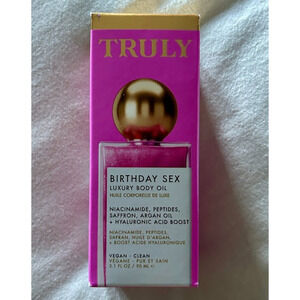 TRULY
BIRTHDAY SEX
LUXURY BODY OIL
HUILE CORPORELLE DE LUXE
NIACINAMIDE, PEPTIDES,
SAFFRON, ARGAN OIL
+ HYALURONIC ACID BOOST
NIACINAMIDE, PEPTIDES,
SAFRAN, HUILE D'ARGAN,
+ BOOST ACIDE HYALURONIQUE
VEGAN - CLEAN
VÉGANE - PUR ET SAIN
3.1 FL OZ / 90 ML ℮